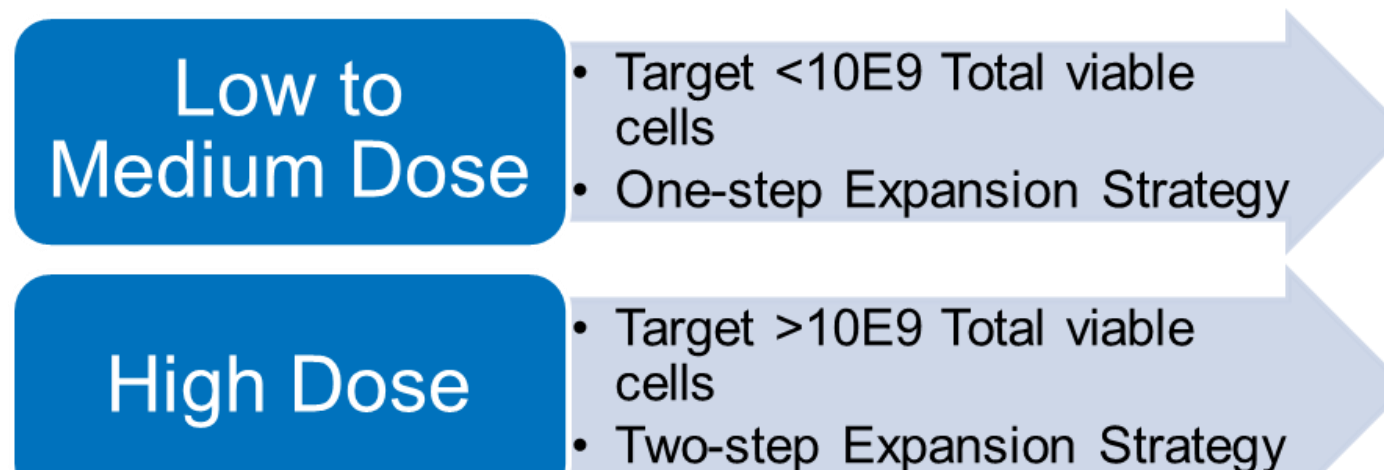 Low to
Medium Dose
• Target <10E9 Total viable
cells
• One-step Expansion Strategy
High Dose
• Target >10E9 Total viable
cells
• Two-step Expansion Strategy